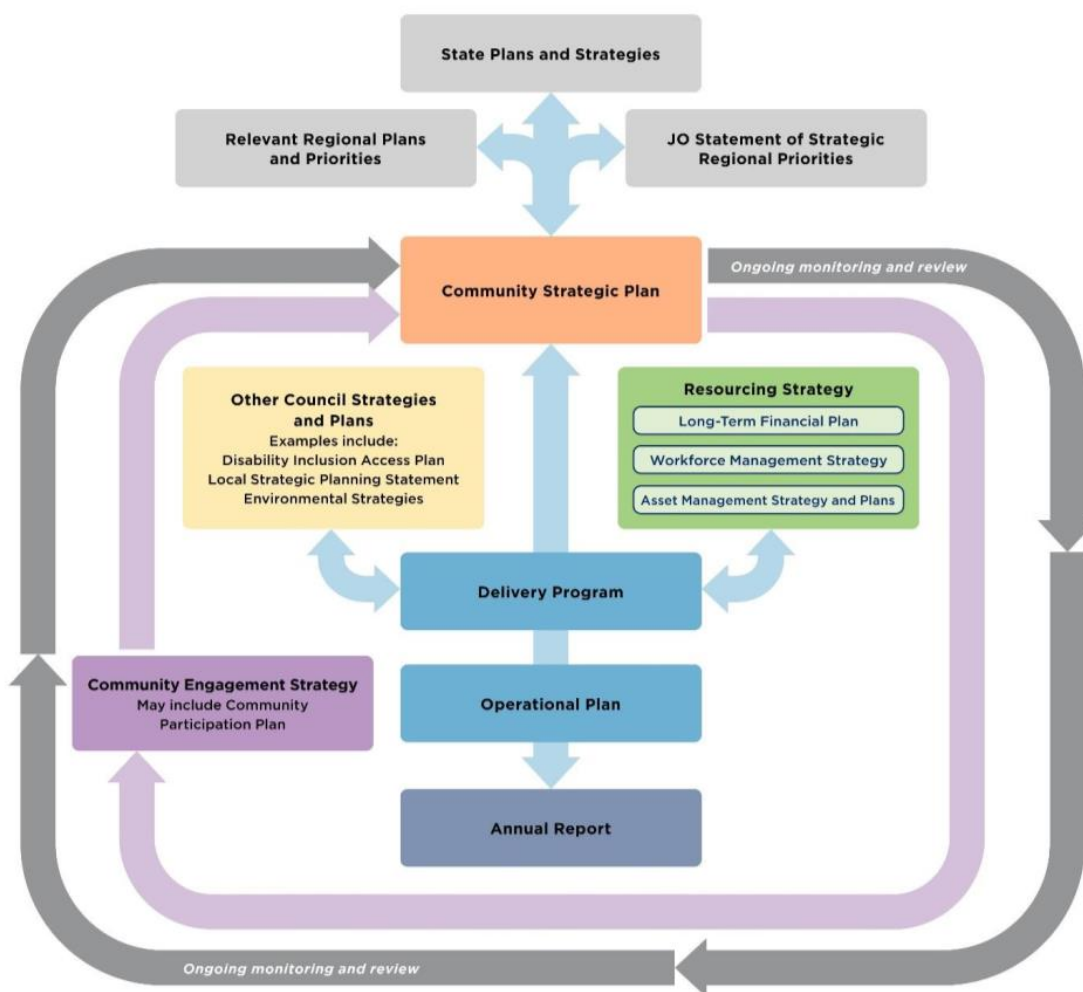 State Plans and Strategies
Relevant Regional Plans
and Priorities
JO Statement of Strategic
Regional Priorities
Community Strategic Plan
Ongoing monitoring and review
Other Council Strategies
and Plans
Examples include:
Disability Inclusion Access Plan
Local Strategic Planning Statement
Environmental Strategies
Resourcing Strategy
Long-Term Financial Plan
Workforce Management Strategy
Asset Management Strategy and Plans
Delivery Program
Community Engagement Strategy
May include Community
Participation Plan
Operational Plan
Annual Report
Ongoing monitoring and review